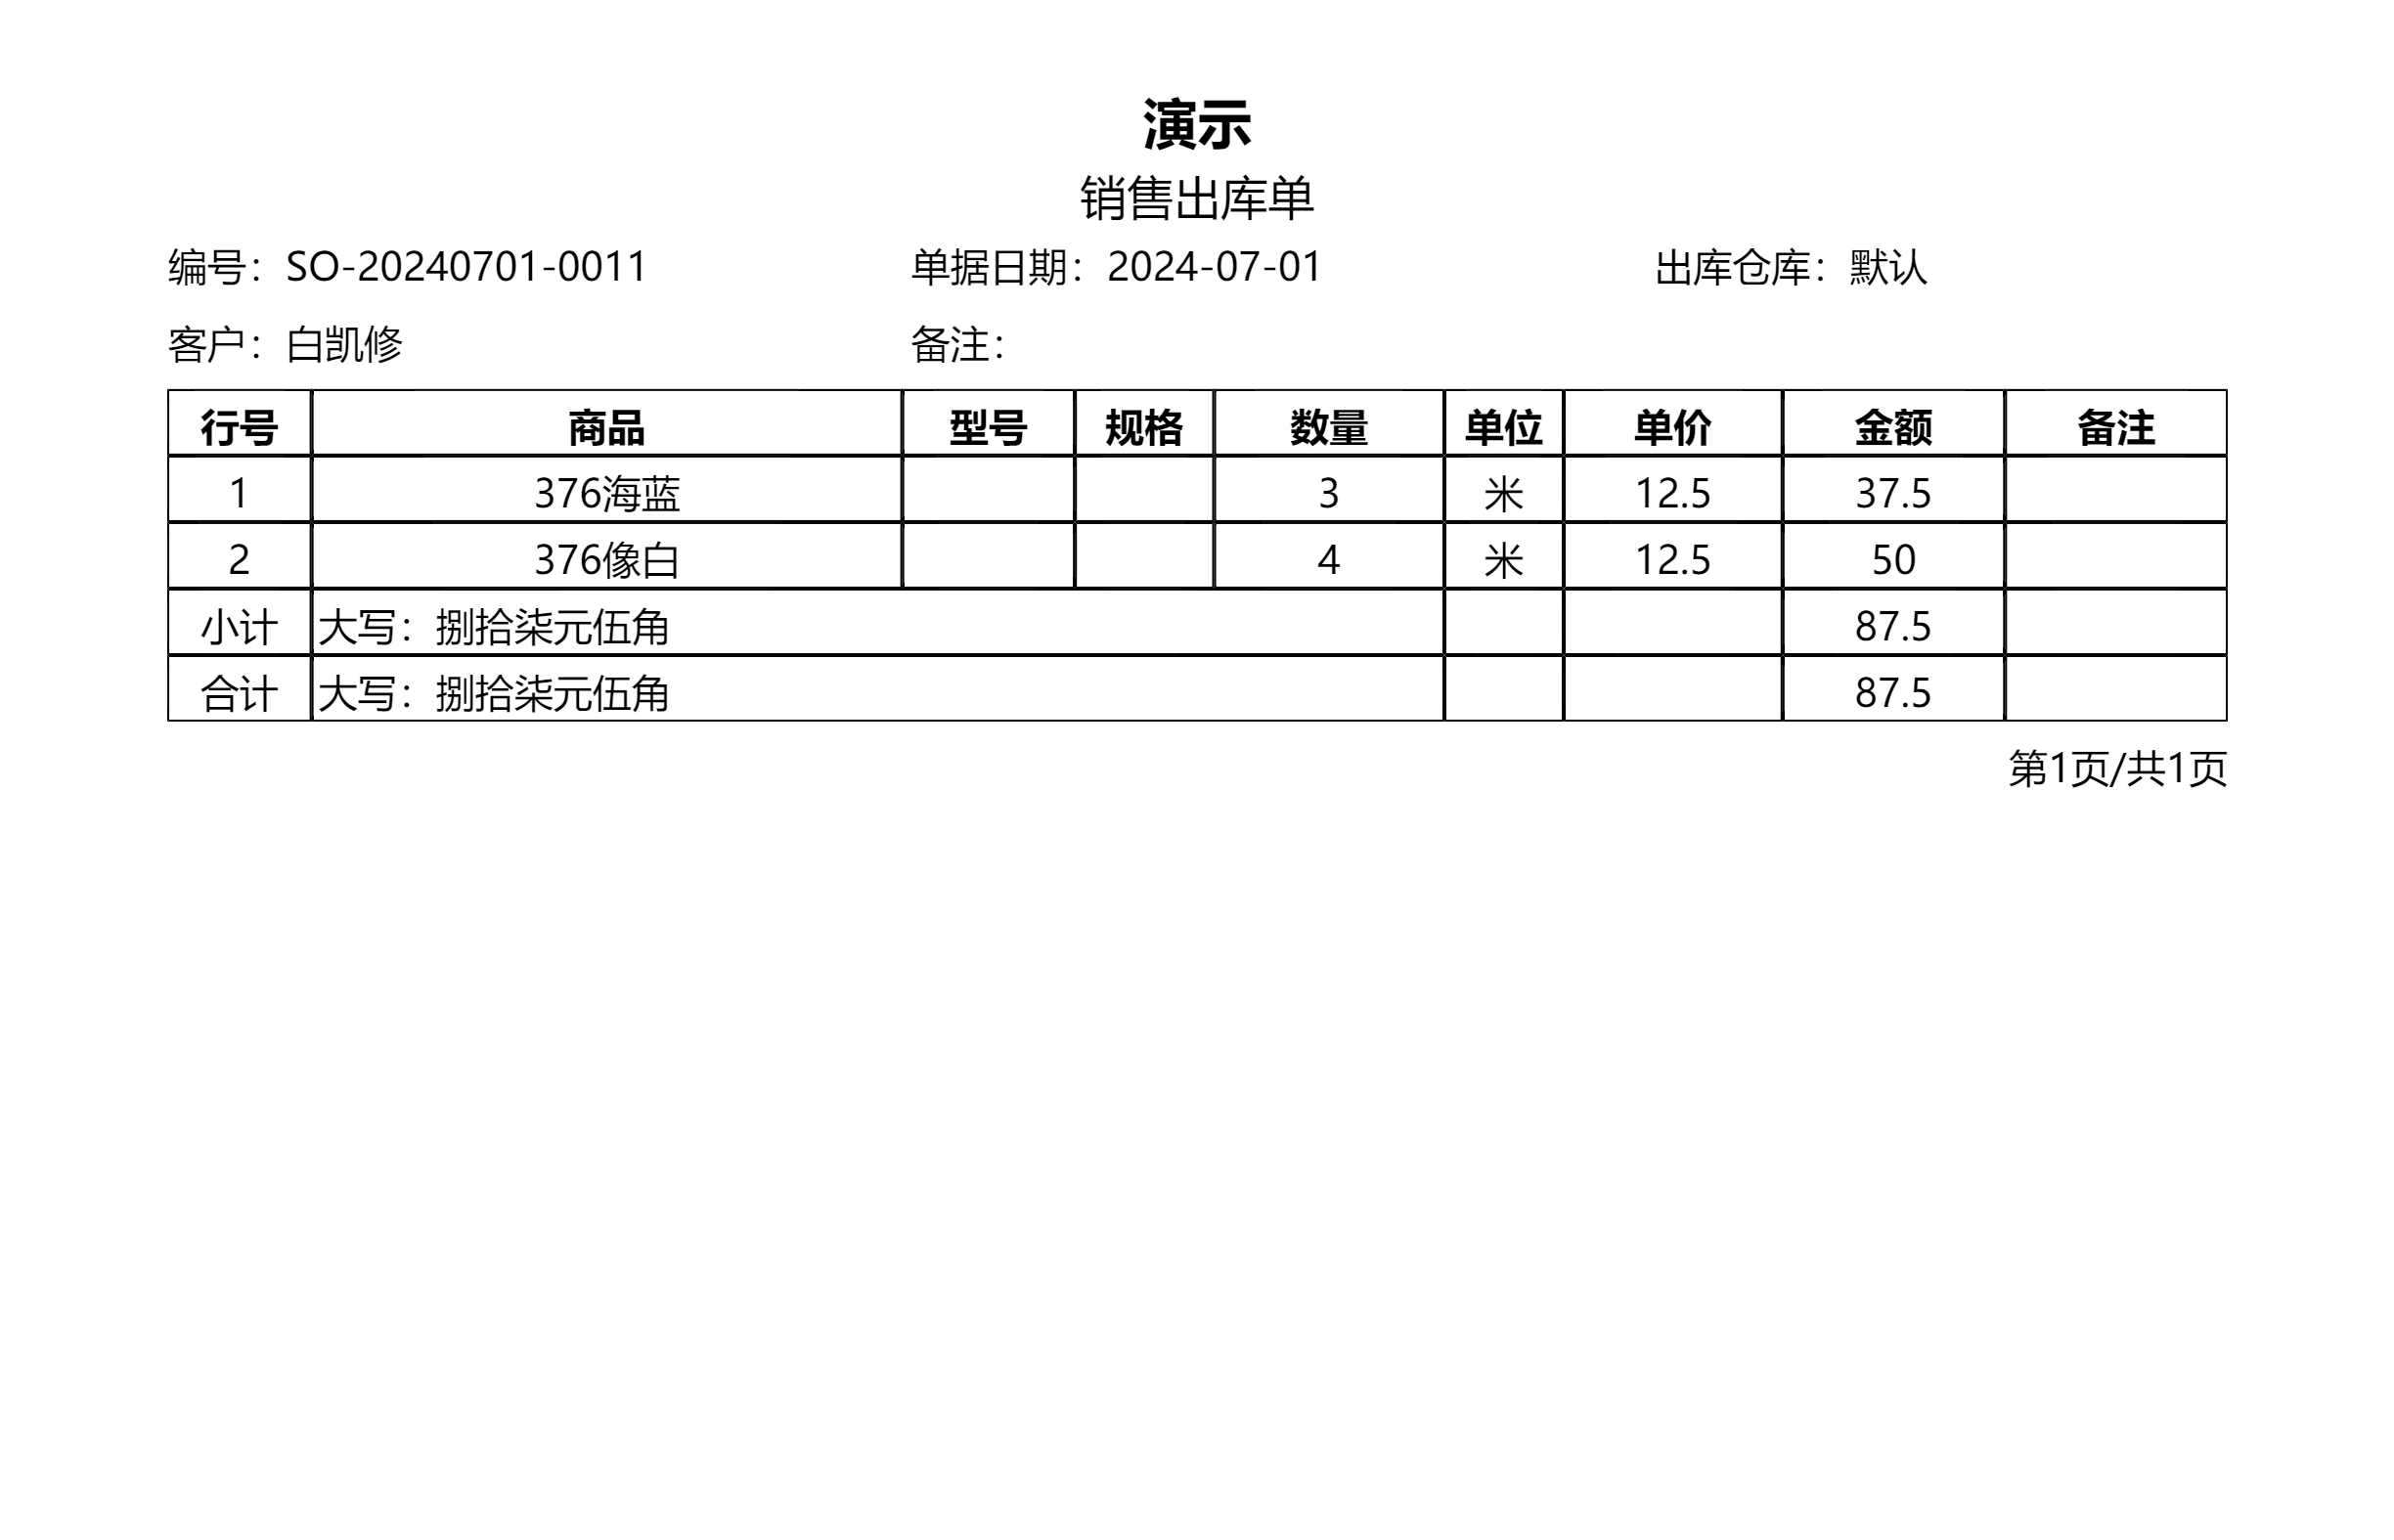 演示
销售出库单
编号：SO-20240701-0011 单据日期：2024-07-01 出库仓库：默认
客户：白凯修 备注：
行号 商品 型号 规格 数量 单位 单价 金额 备注
1 376海蓝 3 米 12.5 37.5
2 376像白 4 米 12.5 50
小计 大写：捌拾柒元伍角 87.5
合计 大写：捌拾柒元伍角 87.5
第1页/共1页